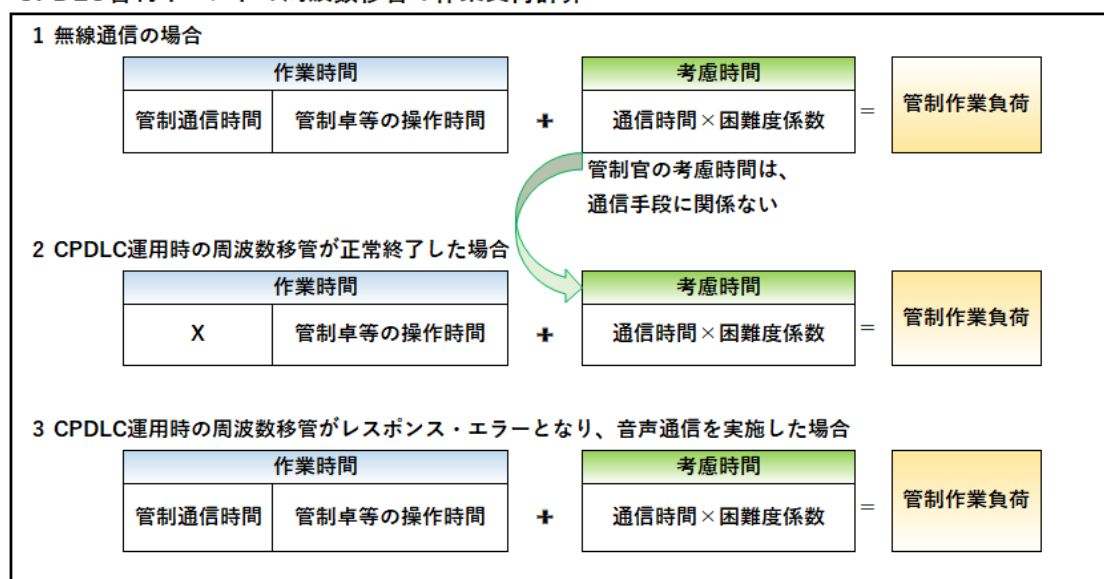 1 無線通信の場合
作業時間
考慮時間
管制通信時間
管制卓等の操作時間
+
通信時間×困難度係数
=
管制作業負荷
管制官の考慮時間は、
通信手段に関係ない
2 CPDLC運用時の周波数移管が正常終了した場合
作業時間
考慮時間
X
管制卓等の操作時間
+
通信時間×困難度係数
=
管制作業負荷
3 CPDLC運用時の周波数移管がレスポンス・エラーとなり、音声通信を実施した場合
作業時間
考慮時間
管制通信時間
管制卓等の操作時間
+
通信時間×困難度係数
=
管制作業負荷